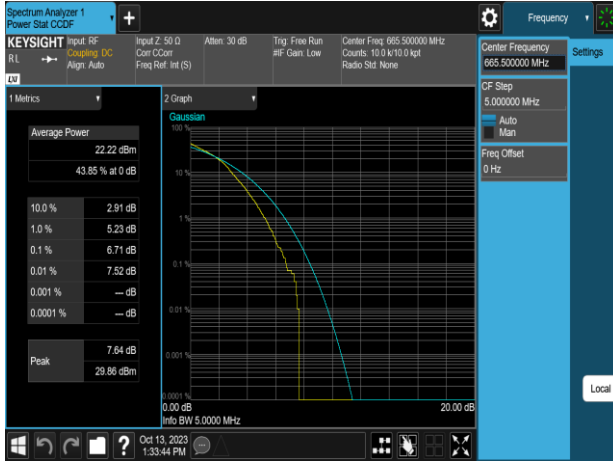 Spectrum Analyzer 1
Power Stat CCDF
+
Frequency
KEYSIGHT
Input: RF
Coupling: DC
Align: Auto
RL
LXI
Input Z: 50 Ω
Corr CCorr
Freq Ref: Int (S)
Atten: 30 dB
Trig: Free Run
#IF Gain: Low
Center Freq: 665.500000 MHz
Counts: 10.0 k/10.0 kpt
Radio Std: None
Center Frequency
665.500000 MHz
Settings
CF Step
5.000000 MHz
Auto
Man
Freq Offset
0 Hz
1 Metrics
Average Power
22.22 dBm
43.85 % at 0 dB
10.0 % 2.91 dB
1.0 % 5.23 dB
0.1 % 6.71 dB
0.01 % 7.52 dB
0.001 % --- dB
0.0001 % --- dB
Peak
7.64 dB
29.86 dBm
2 Graph
Gaussian
100 %
10 %
1 %
0.1 %
0.01 %
0.001 %
0.0001 %
0.00 dB
20.00 dB
Info BW 5.0000 MHz
Local
?
Oct 13, 2023
1:33:44 PM